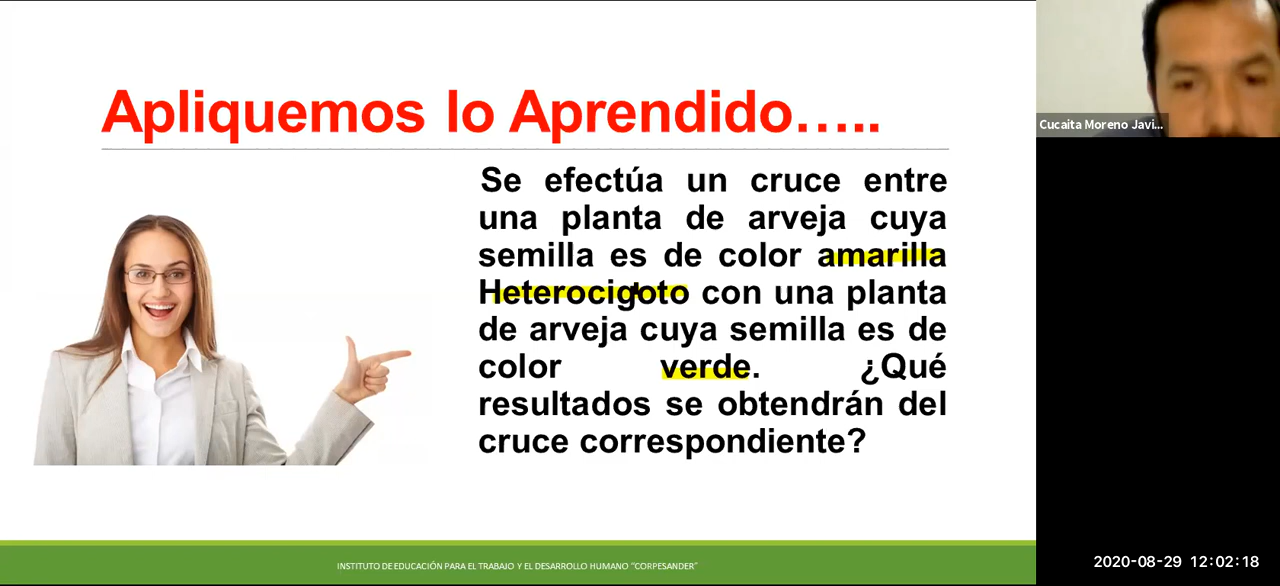 Apliquemos lo Aprendido…..
Se efectúa un cruce entre
una planta de arveja cuya
semilla es de color amarilla
Heterocigoto con una planta
de arveja cuya semilla es de
color verde. ¿Qué
resultados se obtendrán del
cruce correspondiente?
INSTITUTO DE EDUCACIÓN PARA EL TRABAJO Y EL DESARROLLO HUMANO “CORPESANDER”
Cucaita Moreno Javi...
2020-08-29 12:02:18